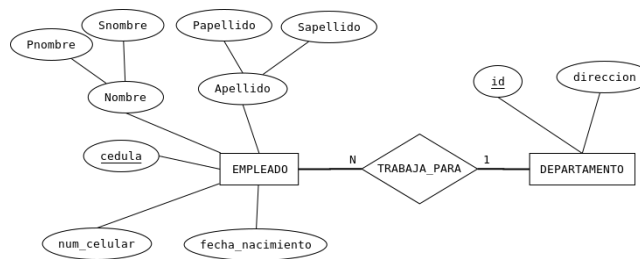 Snombre
Papellido
Sapellido
Pnombre
id
direccion
Nombre
Apellido
cedula
EMPLEADO
N
TRABAJA_PARA
1
DEPARTAMENTO
num_celular
fecha_nacimiento